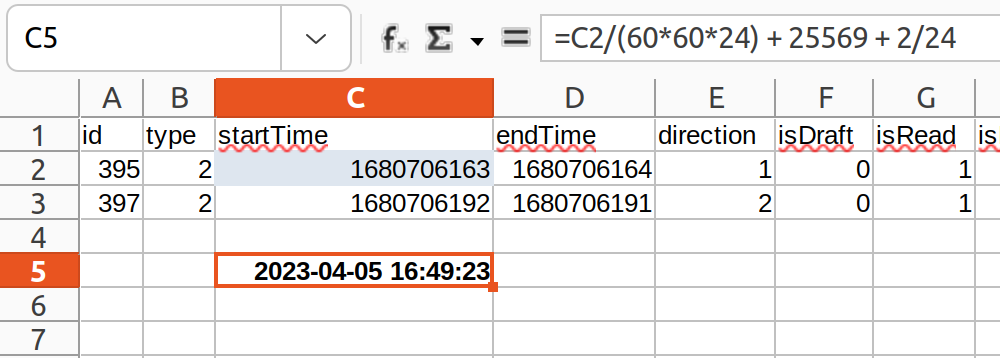 C5 fx Σ = =C2/(60*60*24) + 25569 + 2/24
A B C D E F G
1 id type startTime endTime direction isDraft isRead is
2 395 2 1680706163 1680706164 1 0 1
3 397 2 1680706192 1680706191 2 0 1
4
5 2023-04-05 16:49:23
6
7